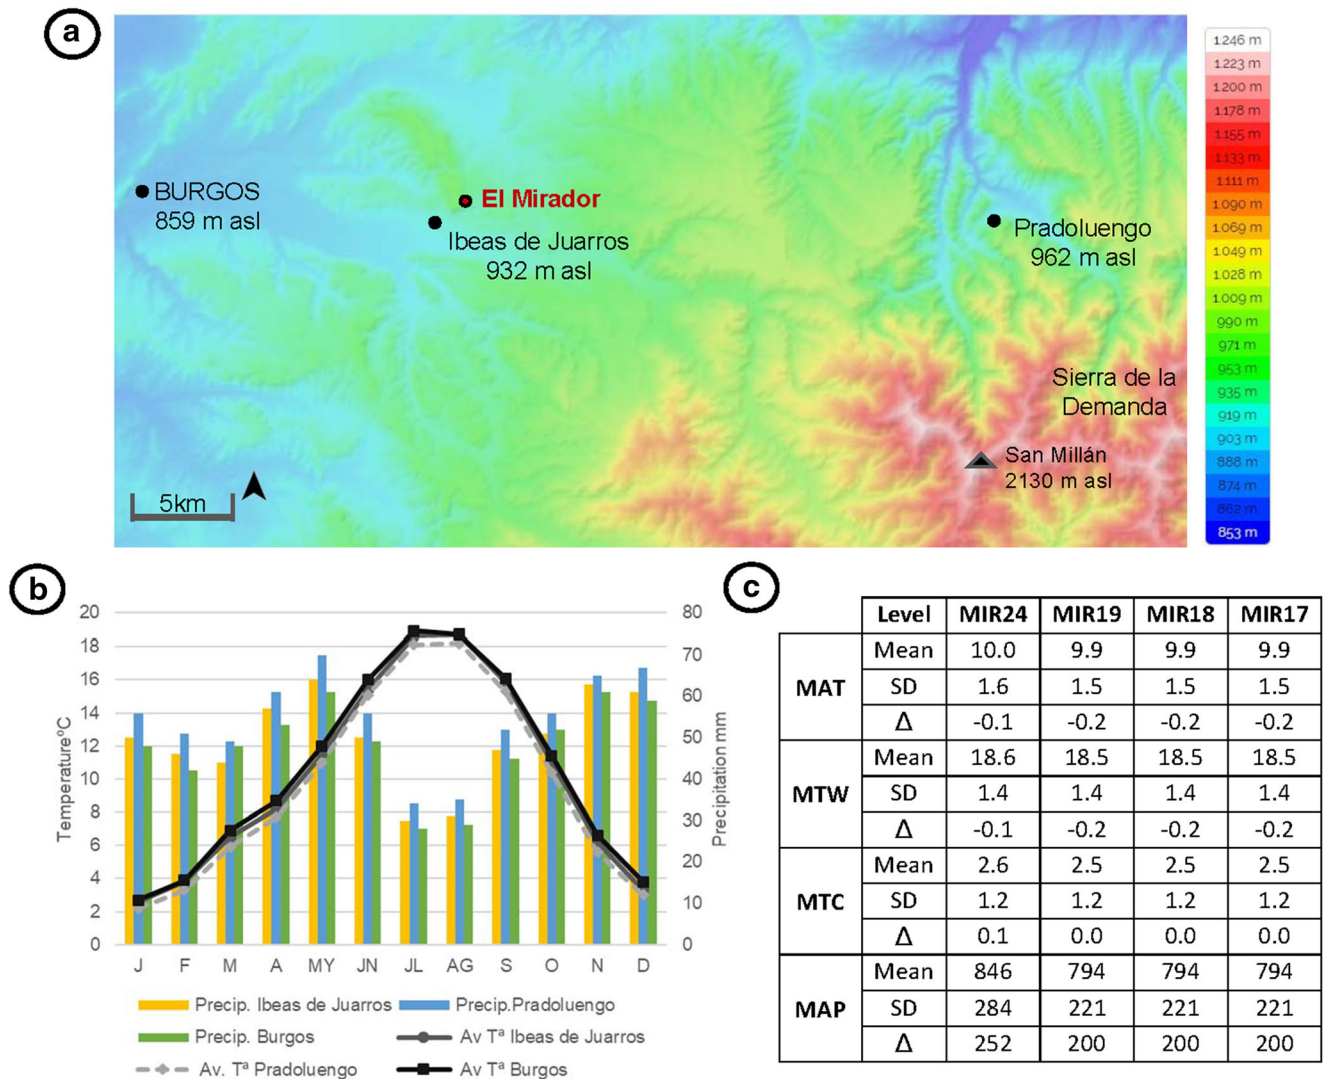 a
BURGOS
859 m asl
El Mirador
Ibeas de Juarros
932 m asl
Pradoluengo
962 m asl
Sierra de la
Demanda
San Millán
2130 m asl
5km
1246 m
1223 m
1200 m
1178 m
1155 m
1133 m
1111 m
1090 m
1069 m
1049 m
1028 m
1009 m
990 m
971 m
953 m
935 m
919 m
903 m
888 m
874 m
862 m
853 m
b
Temperature°C
20
18
16
14
12
10
8
6
4
2
0
80
70
60
50
40
30
20
10
0
Precipitation mm
J F M A MY JN JL AG S O N D
Precip. Ibeas de Juarros Precip.Pradoluengo
Precip. Burgos Av Tª Ibeas de Juarros
Av. Tª Pradoluengo Av Tª Burgos
c
Level MIR24 MIR19 MIR18 MIR17
MAT
Mean 10.0 9.9 9.9 9.9
SD 1.6 1.5 1.5 1.5
Δ -0.1 -0.2 -0.2 -0.2
MTW
Mean 18.6 18.5 18.5 18.5
SD 1.4 1.4 1.4 1.4
Δ -0.1 -0.2 -0.2 -0.2
MTC
Mean 2.6 2.5 2.5 2.5
SD 1.2 1.2 1.2 1.2
Δ 0.1 0.0 0.0 0.0
MAP
Mean 846 794 794 794
SD 284 221 221 221
Δ 252 200 200 200